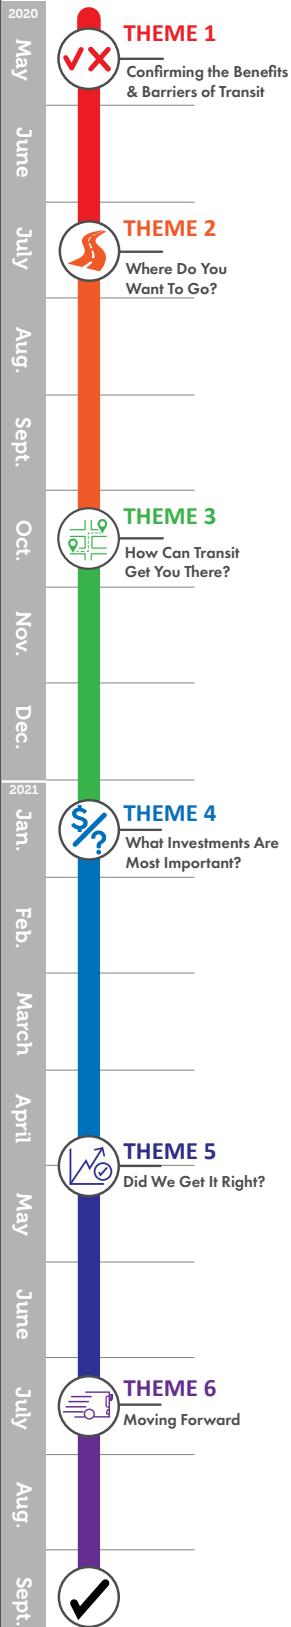 2020
May
THEME 1
Confirming the Benefits
& Barriers of Transit
June
July
THEME 2
Where Do You
Want To Go?
Aug.
Sept.
Oct.
THEME 3
How Can Transit
Get You There?
Nov.
Dec.
2021
Jan.
$/?
THEME 4
What Investments Are
Most Important?
Feb.
March
April
THEME 5
Did We Get It Right?
May
June
July
THEME 6
Moving Forward
Aug.
Sept.